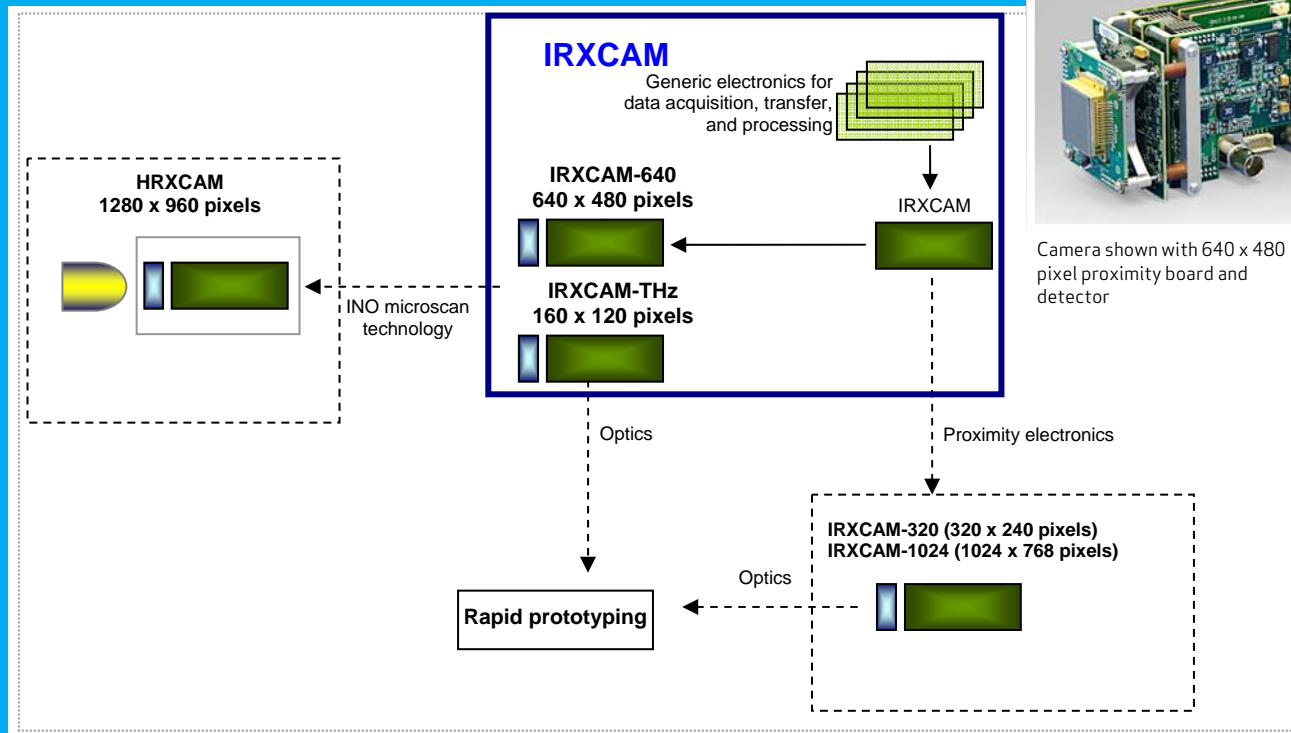 IRXCAM
Generic electronics for
data acquisition, transfer,
and processing
IRXCAM
IRXCAM-640
640 x 480 pixels
IRXCAM-THz
160 x 120 pixels
HRXCAM
1280 x 960 pixels
INO microscan
technology
Camera shown with 640 x 480
pixel proximity board and
detector
Optics
Proximity electronics
IRXCAM-320 (320 x 240 pixels)
IRXCAM-1024 (1024 x 768 pixels)
Optics
Rapid prototyping